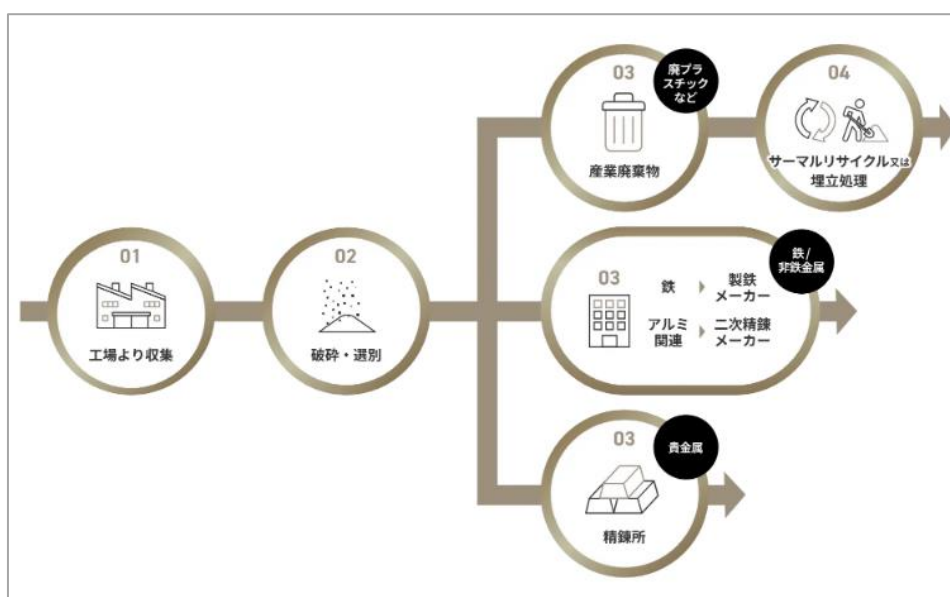 01
工場より収集
02
破砕・選別
03
廃プラ
スチック
など
産業廃棄物
04
サーマルリサイクル又は
埋立処理
03
鉄/
非鉄金属
鉄
製鉄
メーカー
アルミ
関連
二次精錬
メーカー
03
貴金属
精錬所